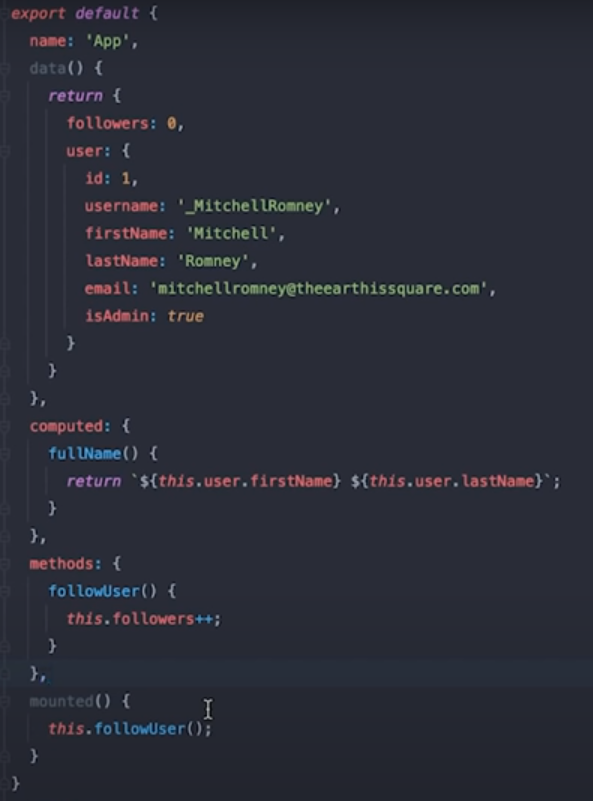 export default {
  name: 'App',
  data() {
    return {
      followers: 0,
      user: {
        id: 1,
        username: '_MitchellRomney',
        firstName: 'Mitchell',
        lastName: 'Romney',
        email: 'mitchellromney@theearthissquare.com',
        isAdmin: true
      }
    }
  },
  computed: {
    fullName() {
      return `${this.user.firstName} ${this.user.lastName}`;
    }
  },
  methods: {
    followUser() {
      this.followers++;
    }
  },
  mounted() {
    this.followUser();
  }
}